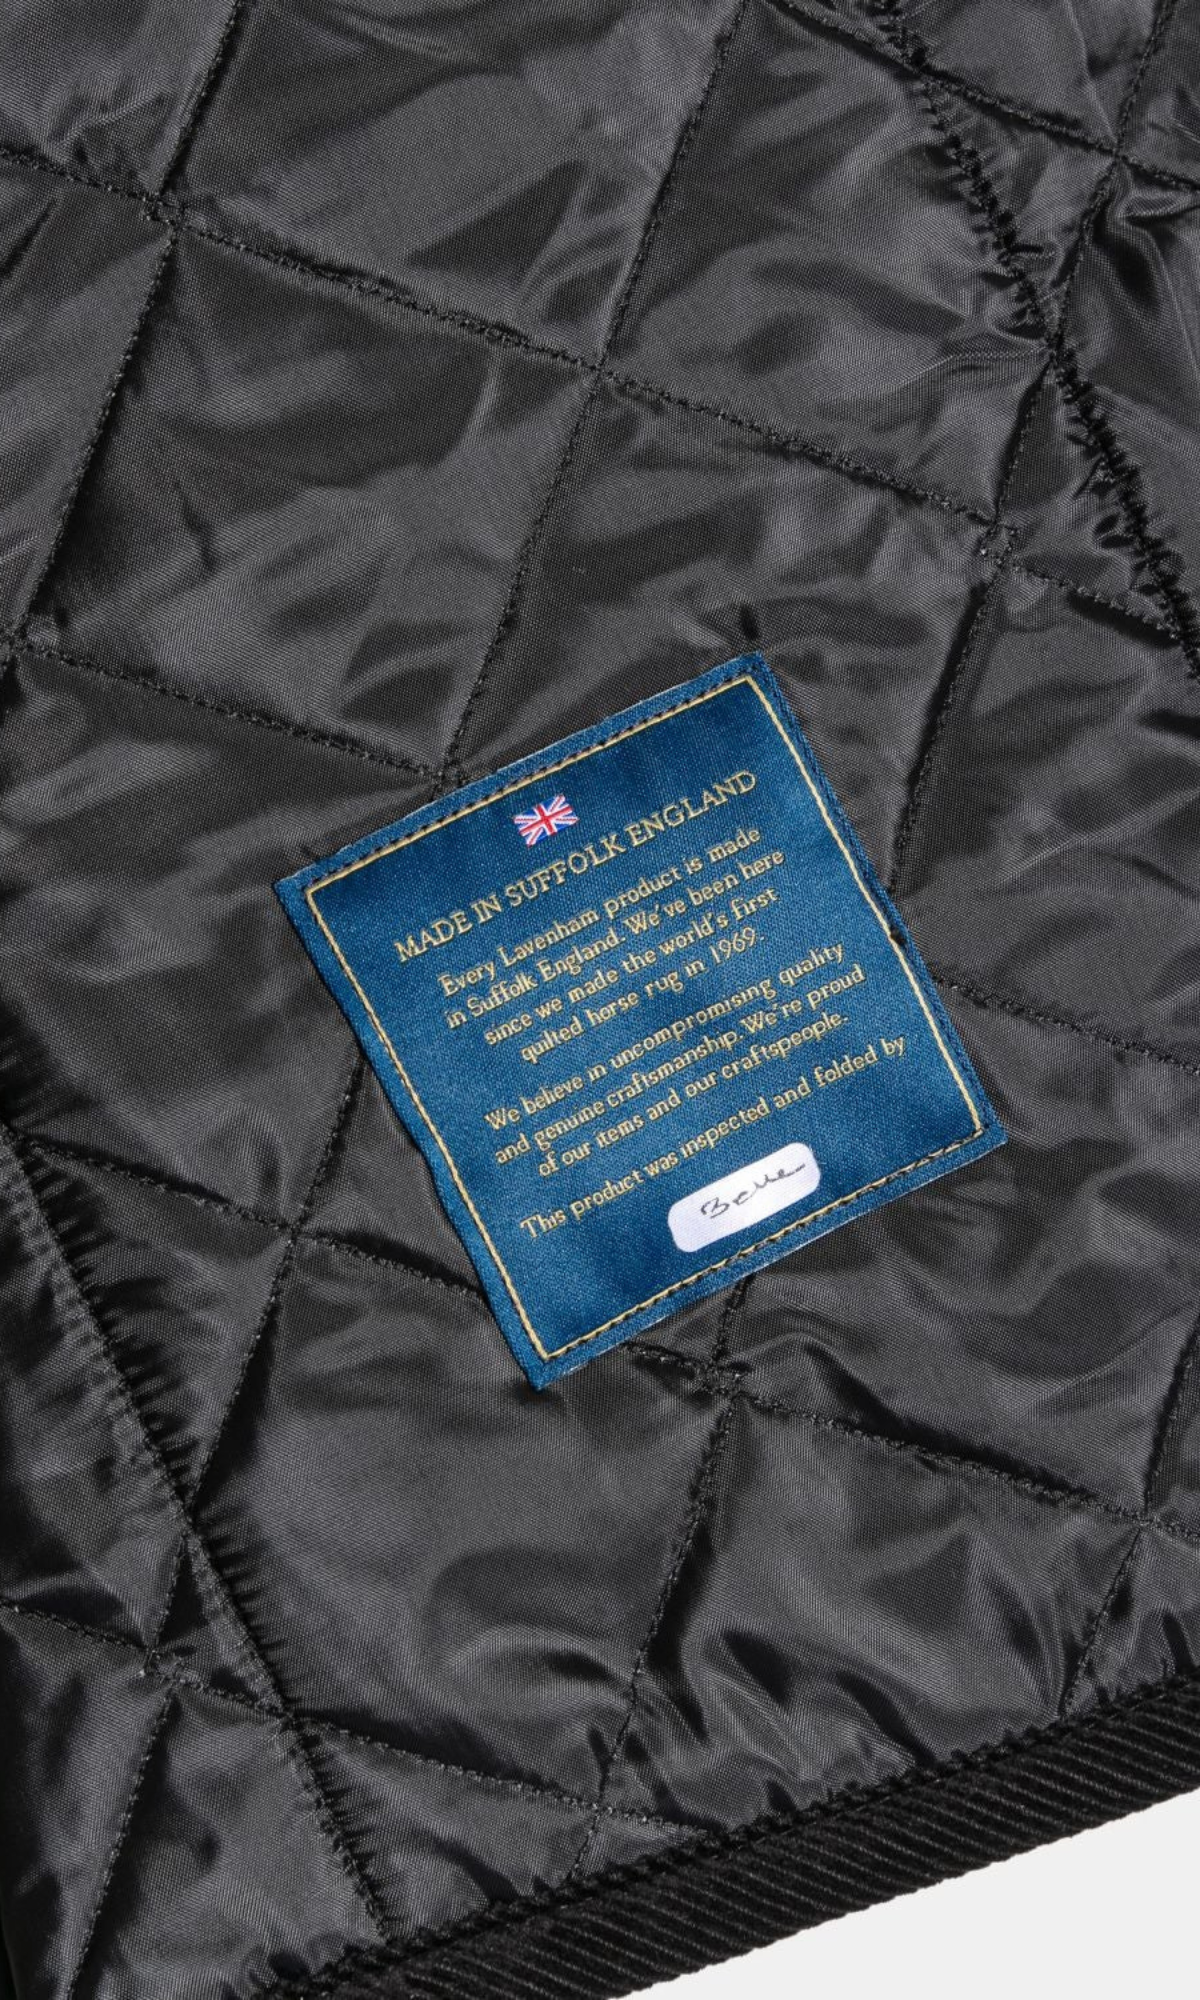 MADE IN SUFFOLK ENGLAND
Every Lavenham product is made
in Suffolk England. We've been here
since we made the world's first
quilted horse rug in 1969.
We believe in uncompromising quality
and genuine craftsmanship. We're proud
of our items and our craftspeople.
This product was inspected and folded by